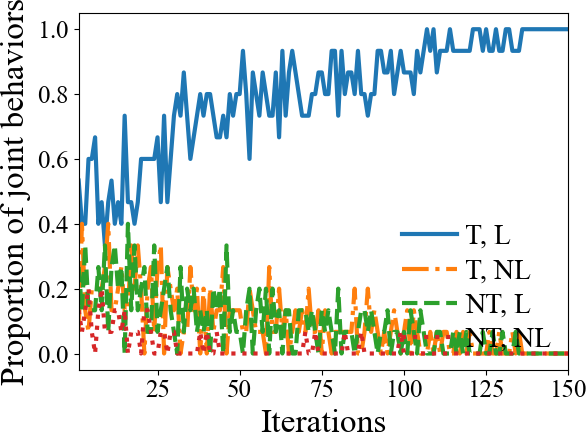 Proportion of joint behaviors
1.0
0.8
0.6
0.4
0.2
0.0
T, L
T, NL
NT, L
NT, NL
25
50
75
100
125
150
Iterations